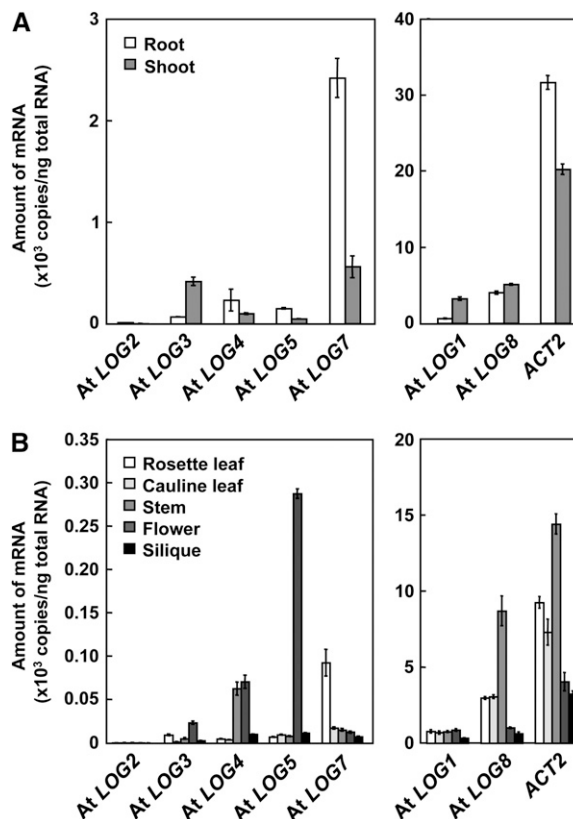 A
Amount of mRNA
(x10³ copies/ng total RNA)
3
2
1
0
Root
Shoot
At LOG2
At LOG3
At LOG4
At LOG5
At LOG7
40
30
20
10
0
At LOG1
At LOG8
ACT2
B
Amount of mRNA
(x10³ copies/ng total RNA)
0.35
0.30
0.25
0.20
0.15
0.10
0.05
0
Rosette leaf
Cauline leaf
Stem
Flower
Silique
At LOG2
At LOG3
At LOG4
At LOG5
At LOG7
20
15
10
5
0
At LOG1
At LOG8
ACT2